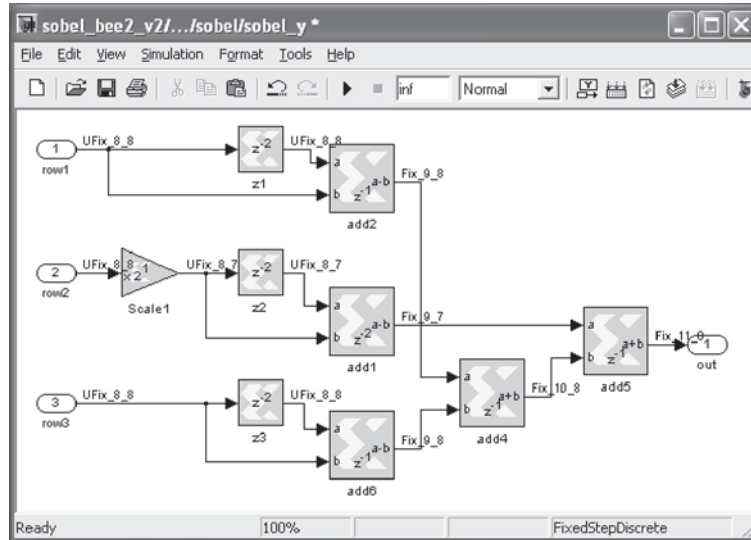 sobel_bee2_v2/.../sobel/sobel_y *
File Edit View Simulation Format Tools Help
inf Normal
1 UFix_8_8 z-2 UFix_8_8
row1 z1
a
b a-b z-1 Fix_9_8
add2
2 UFix_8_8 x 2 1 UFix_8_7 z-2 UFix_8_7
row2 Scale1 z2
a
b a-b z-2 Fix_9_7
add1
a
b a+b z-1
add5
1
out
3 UFix_8_8 z-2 UFix_8_8
row3 z3
a
b a-b z-1 Fix_9_8
add6
a
b a+b z-1 Fix_10_8
add4
Ready 100% FixedStepDiscrete